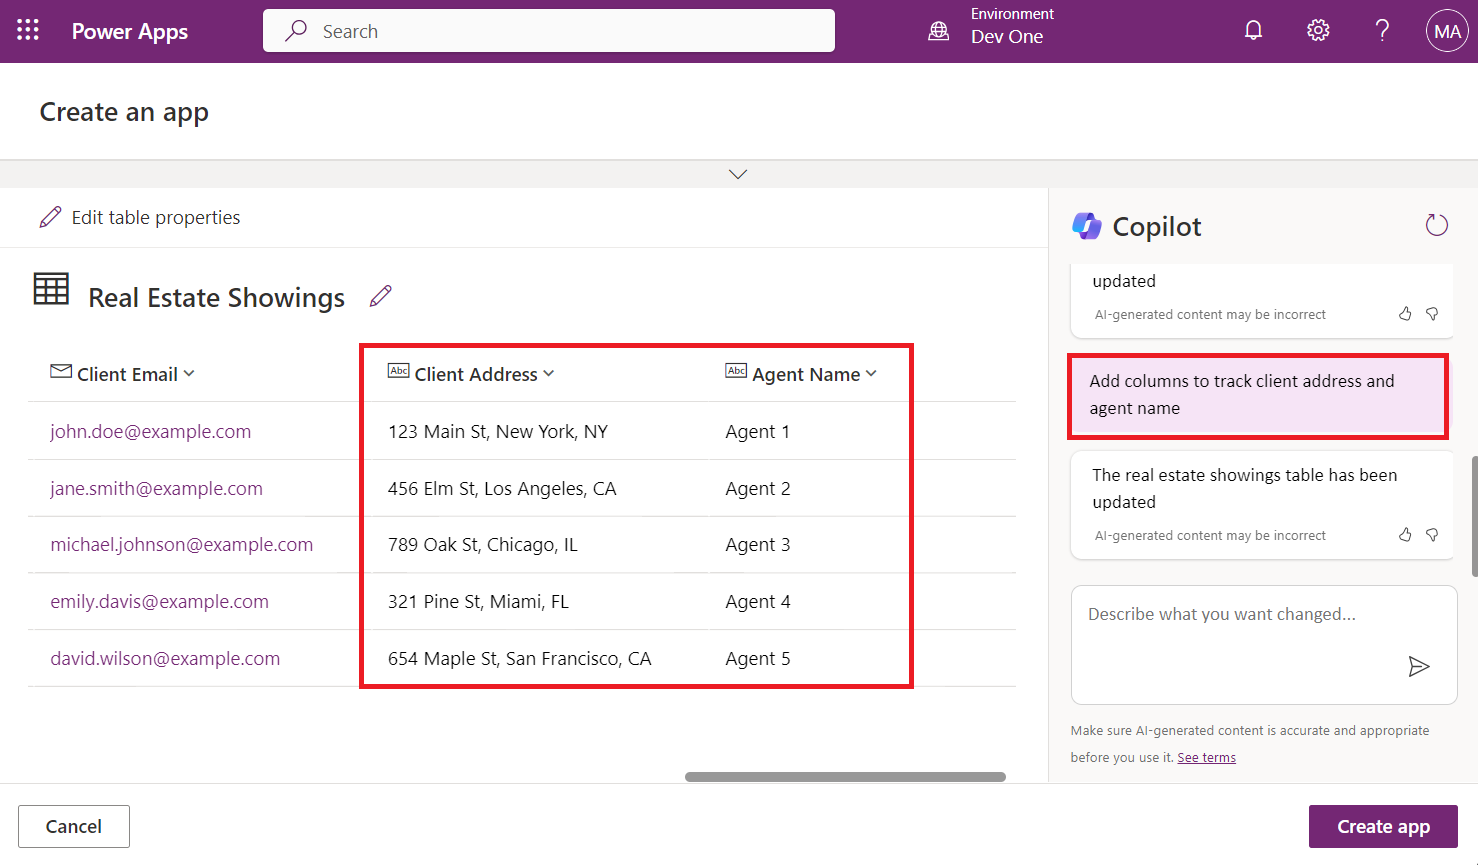 Power Apps
Search
Environment
Dev One
?
MA
Create an app
Edit table properties
Real Estate Showings
Client Email
Abc Client Address
Abc Agent Name
john.doe@example.com
123 Main St, New York, NY
Agent 1
jane.smith@example.com
456 Elm St, Los Angeles, CA
Agent 2
michael.johnson@example.com
789 Oak St, Chicago, IL
Agent 3
emily.davis@example.com
321 Pine St, Miami, FL
Agent 4
david.wilson@example.com
654 Maple St, San Francisco, CA
Agent 5
Copilot
updated
AI-generated content may be incorrect
Add columns to track client address and
agent name
The real estate showings table has been
updated
AI-generated content may be incorrect
Describe what you want changed...
Make sure AI-generated content is accurate and appropriate
before you use it. See terms
Cancel
Create app